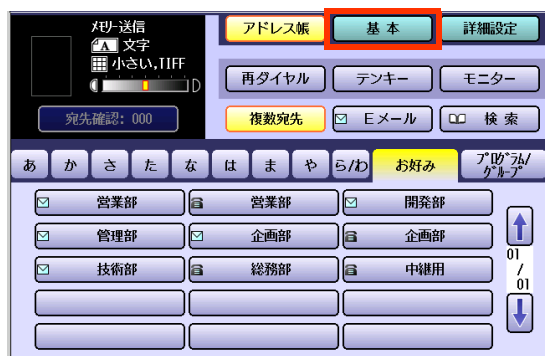 ﾒﾓﾘｰ送信
A 文字
小さい,TIFF
D
宛先確認: 000
アドレス帳 基本 詳細設定
再ダイヤル テンキー モニター
複数宛先 Eメール 検索
あ か さ た な は ま や ら/わ お好み ﾌﾟﾛｸﾞﾗﾑ/
ｸﾞﾙｰﾌﾟ
営業部 営業部 開発部
管理部 企画部 企画部
技術部 総務部 中継用
01
/
01